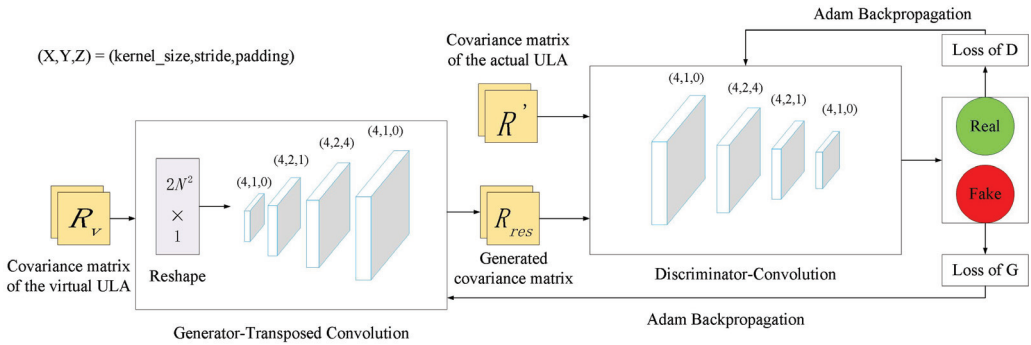 (X,Y,Z) = (kernel_size,stride,padding)
Adam Backpropagation
Loss of D
Covariance matrix
of the actual ULA
R'
(4,1,0)
(4,2,4)
(4,2,1)
(4,1,0)
Real
Fake
Discriminator-Convolution
R_v
Covariance matrix
of the virtual ULA
2N²
×
1
Reshape
(4,1,0)
(4,2,1)
(4,2,4)
(4,1,0)
R_res
Generated
covariance matrix
Loss of G
Generator-Transposed Convolution
Adam Backpropagation